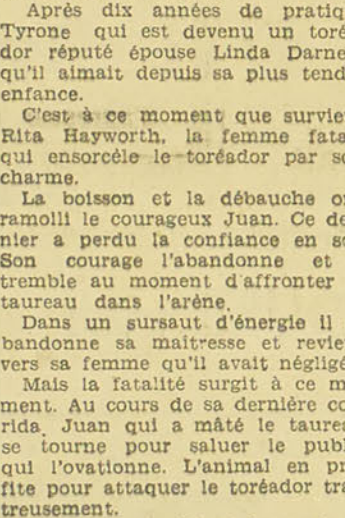 Après dix années de pratiq
Tyrone qui est devenu un toré
dor réputé épouse Linda Darne
qu'il aimait depuis sa plus tend
enfance.
C'est à ce moment que survie
Rita Hayworth, la femme fata
qui ensorcèle le toréador par so
charme.
La boisson et la débauche o
ramolli le courageux Juan. Ce de
nier a perdu la confiance en so
Son courage l'abandonne et
tremble au moment d'affronter
taureau dans l'arène.
Dans un sursaut d'énergie il
bandonne sa maîtresse et revie
vers sa femme qu'il avait néglig
Mais la fatalité surgit à ce m
ment. Au cours de sa dernière co
rida, Juan qui a mâté le taure
se tourne pour saluer le publ
qui l'ovationne. L'animal en pr
fite pour attaquer le toréador tra
treusement.